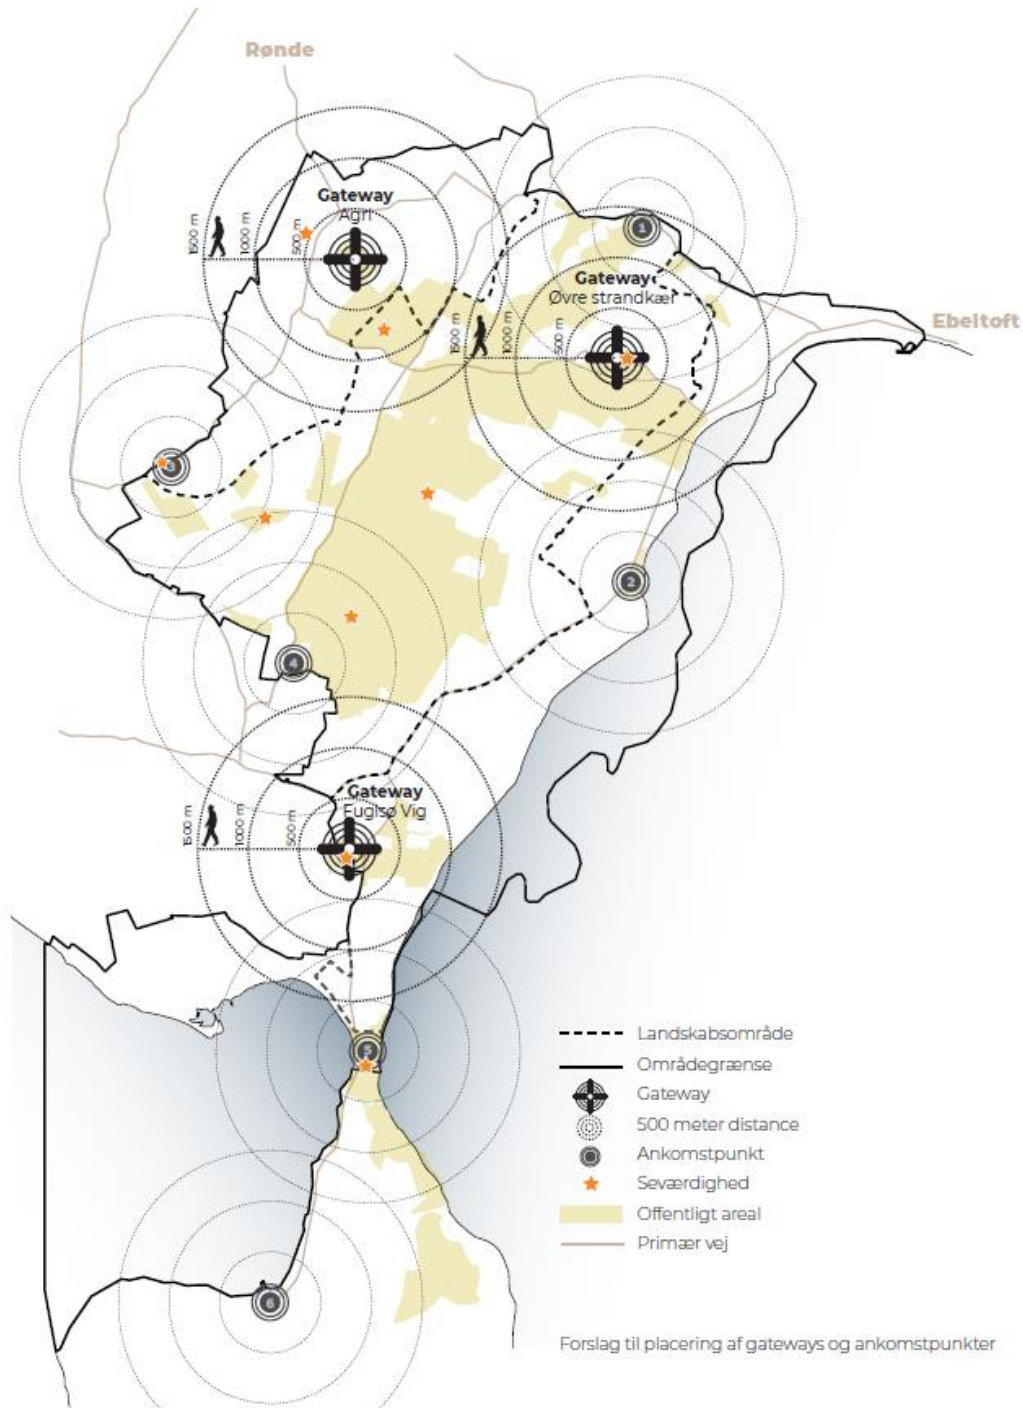 Rønde
Gateway
Agri
1500 m
1000 m
500 m
1
Gateway
Øvre strandkær
1500 m
1000 m
500 m
Ebeltoft
3
2
4
Gateway
Fuglsø Vig
1500 m
1000 m
500 m
5
6
Landskabsområde
Områdegrænse
Gateway
500 meter distance
Ankomstpunkt
Seværdighed
Offentligt areal
Primær vej
Forslag til placering af gateways og ankomstpunkter